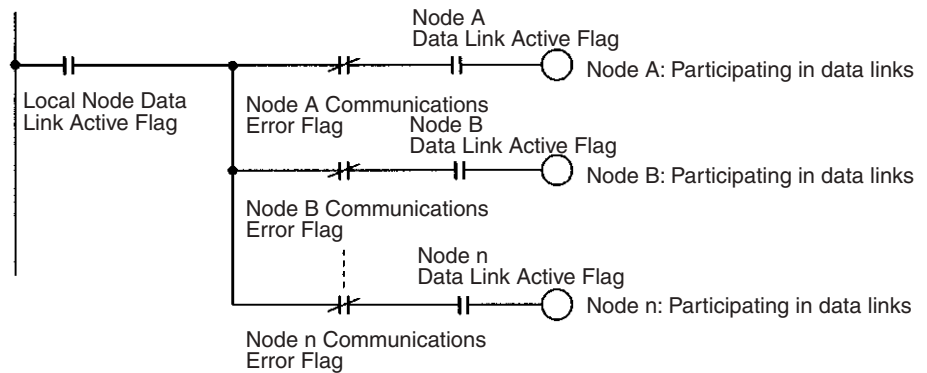 Node A
Data Link Active Flag
Node A: Participating in data links
Local Node Data
Link Active Flag
Node A Communications
Error Flag
Node B
Data Link Active Flag
Node B: Participating in data links
Node B Communications
Error Flag
Node n
Data Link Active Flag
Node n: Participating in data links
Node n Communications
Error Flag